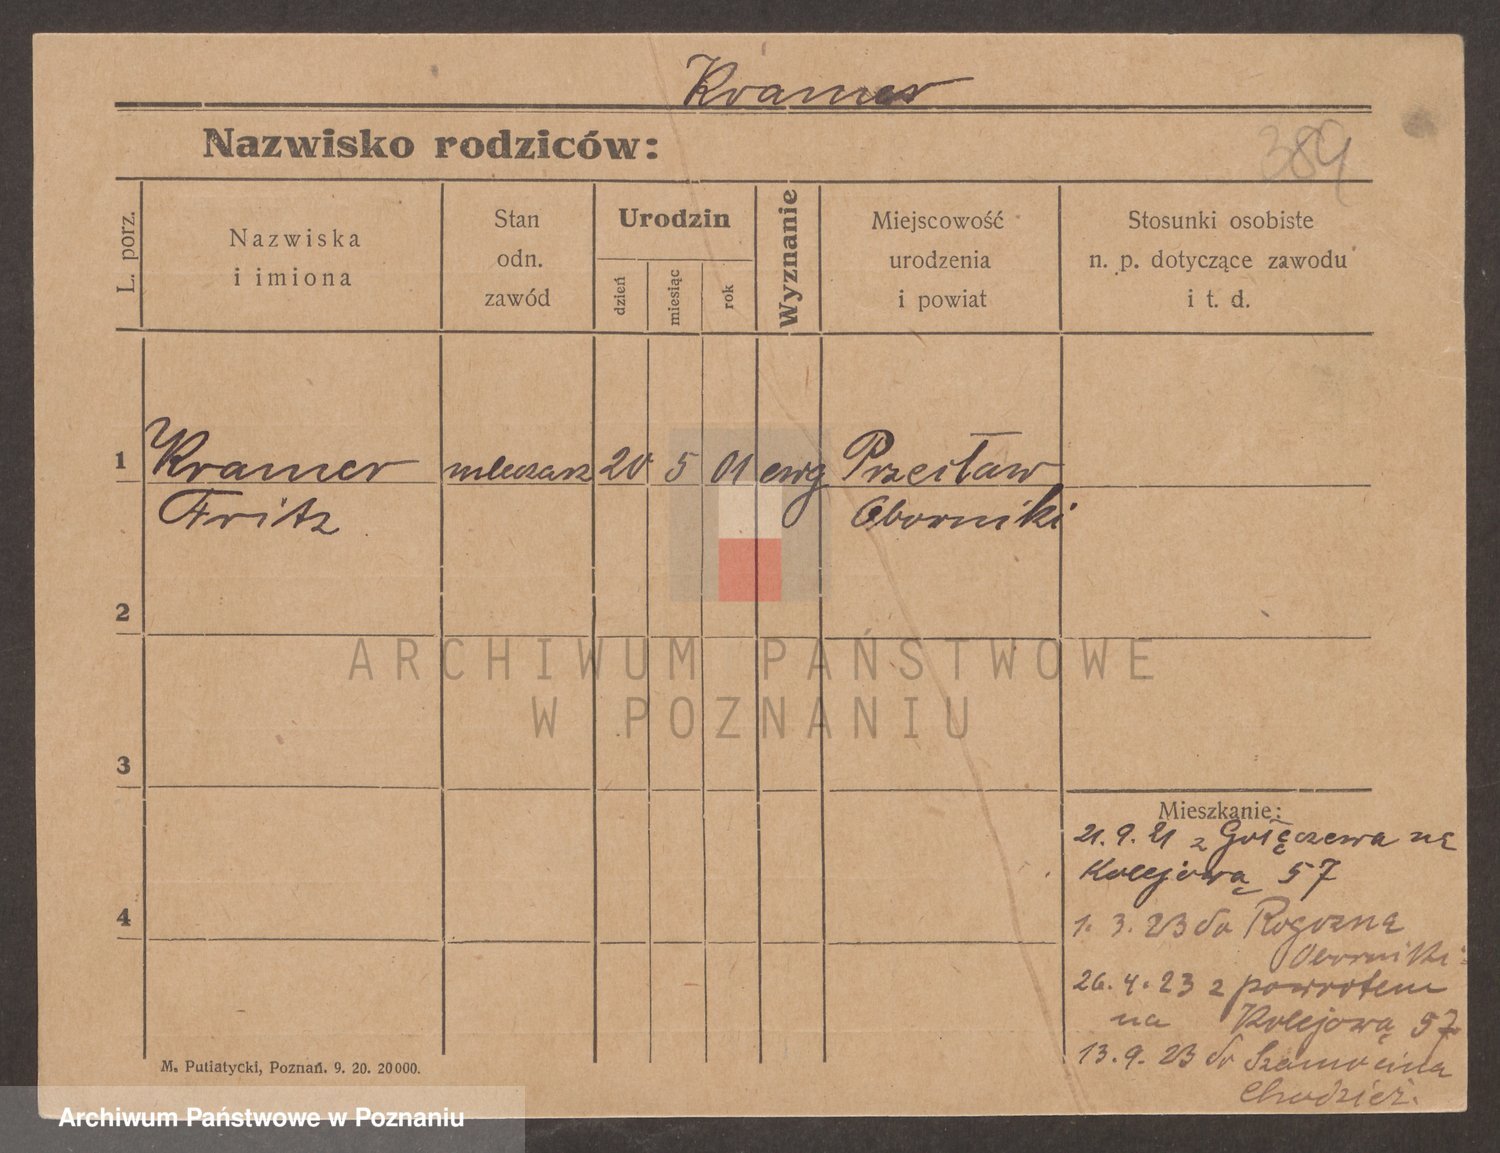 Kramer
Nazwisko rodziców:
389
L. porz.
Nazwiska
i imiona
Stan
odn.
zawód
Urodzin
dzień
miesiąc
rok
Wyznanie
Miejscowość
urodzenia
i powiat
Stosunki osobiste
n. p. dotyczące zawodu
i t. d.
1 Kramer mleczarz 20 5 01 ewg Przecław
Fritz Oborniki
2
ARCHIWUM PAŃSTWOWE
W POZNANIU
3
Mieszkanie:
21. 9. 21 z Gołęczewa na
Kolejową 57
4
1. 3. 23 do Rogozna
Oborniki
26. 4. 23 z powrotem
na Kolejową 57
13. 9. 23 do Szamocina
Chodzież.
M. Putiatycki, Poznań. 9. 20. 20000.
Archiwum Państwowe w Poznaniu